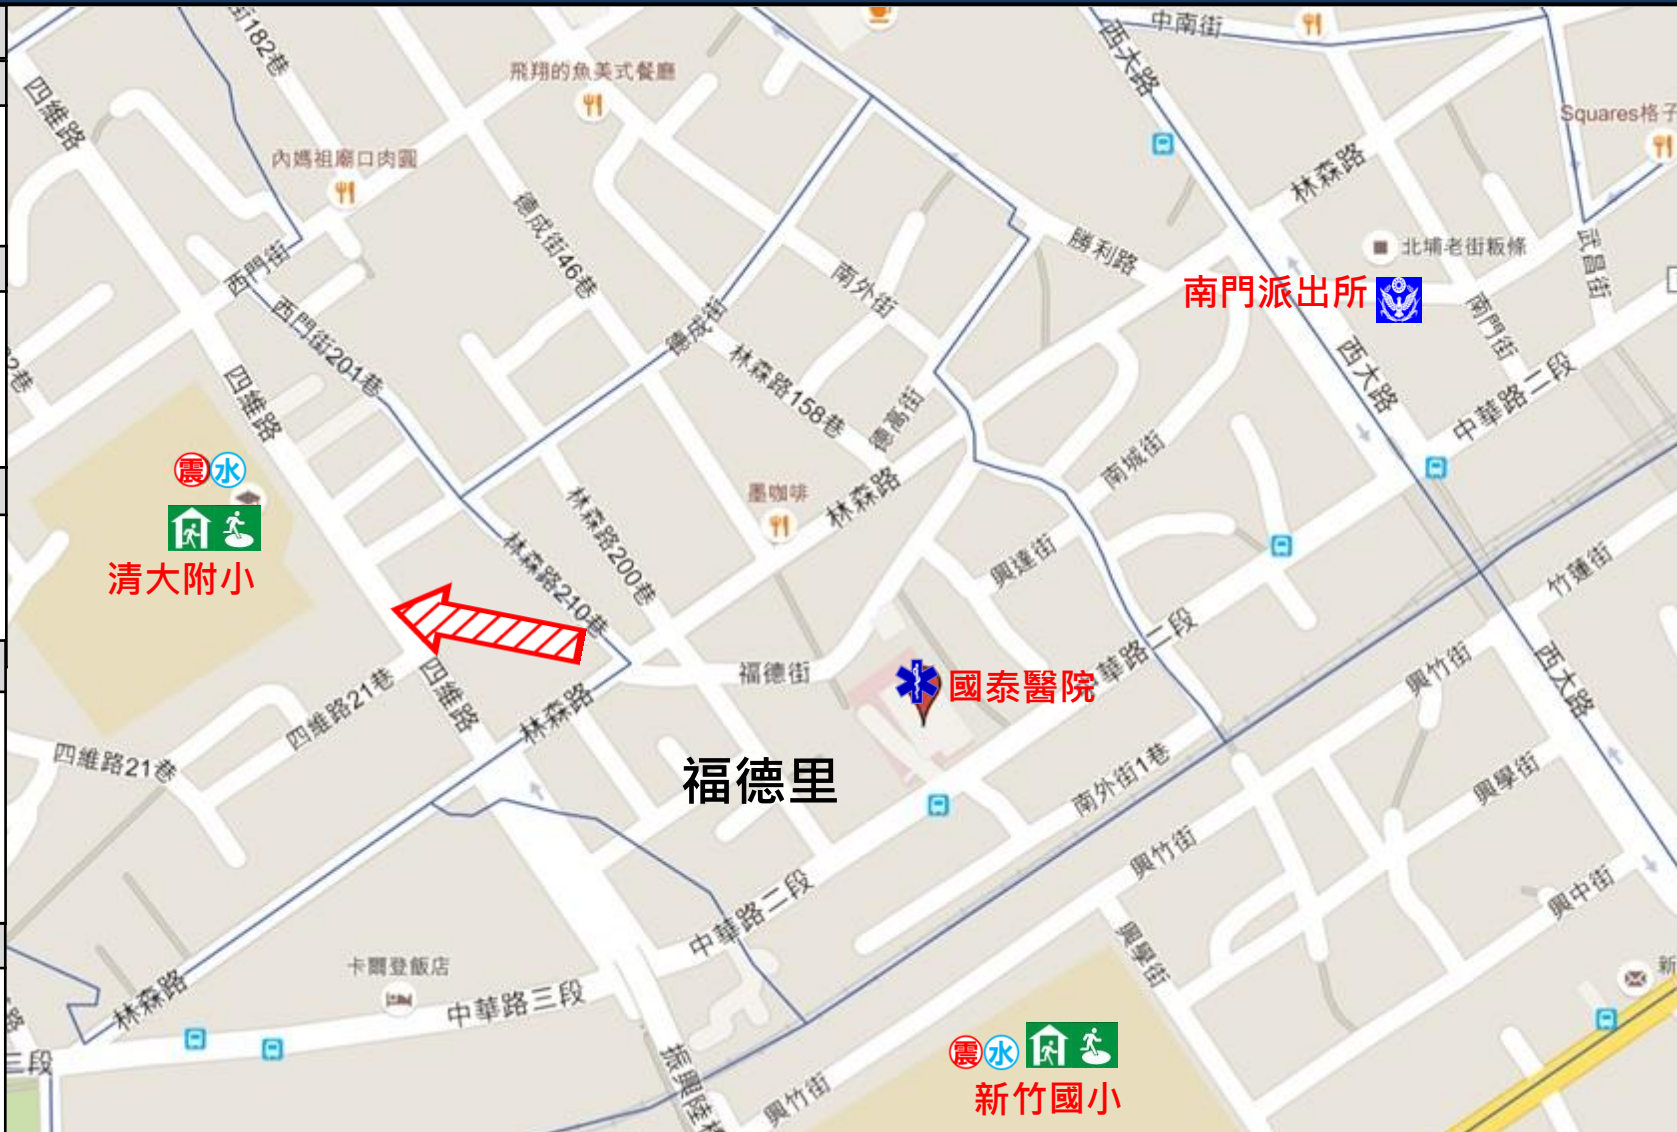 街182巷
四維路
飛翔的魚美式餐廳
內媽祖廟口肉圓
中南街
西大路
Squares格子
林森路
德成街46巷
勝利路
北埔老街粄條
武昌街
西門街
南外街
南門派出所
西門街201巷
德成街
南門街
2巷
四維路
林森路158巷
德高街
西大路
中華路二段
南城街
震水
墨咖啡
林森路
清大附小
林森路210巷
林森路200巷
興達街
竹蓮街
中華路二段
四維路21巷
四維路
福德街
國泰醫院
興竹街
西大路
林森路
四維路21巷
福德里
南外街1巷
興學街
興竹街
中華路二段
興中街
卡爾登飯店
新
林森路
中華路三段
路
三段
震水
新竹國小
興竹街
振興陸橋